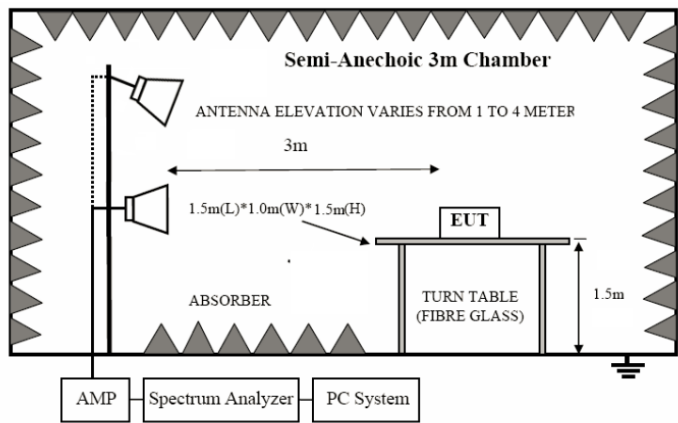 Semi-Anechoic 3m Chamber
ANTENNA ELEVATION VARIES FROM 1 TO 4 METER
3m
1.5m(L)*1.0m(W)*1.5m(H)
EUT
ABSORBER
TURN TABLE
(FIBRE GLASS)
1.5m
AMP
Spectrum Analyzer
PC System